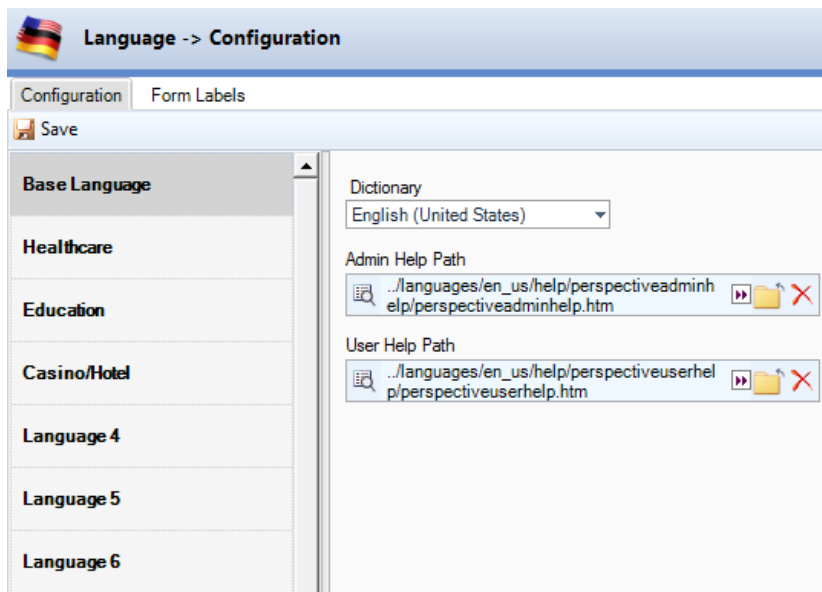 Language -> Configuration
Configuration Form Labels
Save
Base Language
Healthcare
Education
Casino/Hotel
Language 4
Language 5
Language 6
Dictionary
English (United States)
Admin Help Path
../languages/en_us/help/perspectiveadminh
elp/perspectiveadminhelp.htm
User Help Path
../languages/en_us/help/perspectiveuserhel
p/perspectiveuserhelp.htm